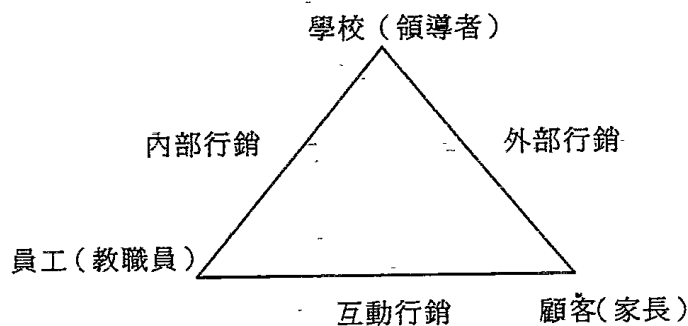 學校（領導者）
內部行銷
外部行銷
員工（教職員）
互動行銷
顧客（家長）